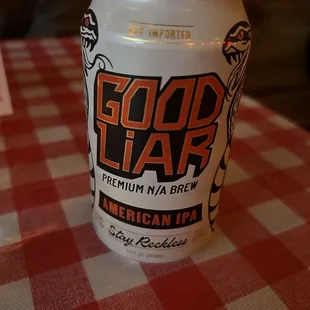 NOT IMPORTED
GOOD
LiAR
PREMIUM N/A BREW
AMERICAN IPA
Stay Reckless